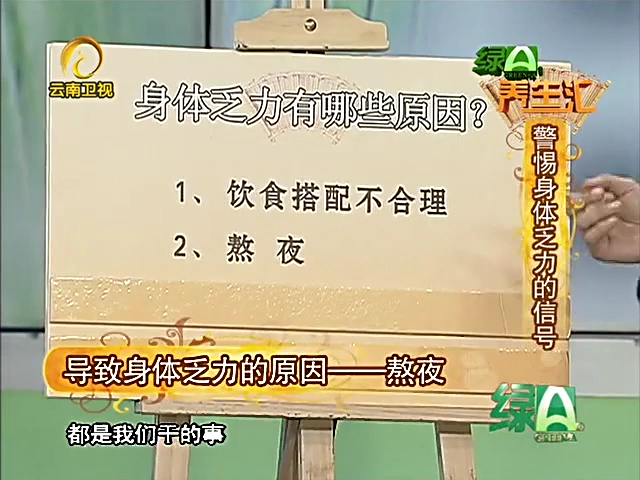 云南卫视
绿A
GREEN-A
养生汇
身体乏力有哪些原因?
1、饮食搭配不合理
2、熬 夜
警惕身体乏力的信号
导致身体乏力的原因——熬夜
绿A
GREEN-A
都是我们干的事